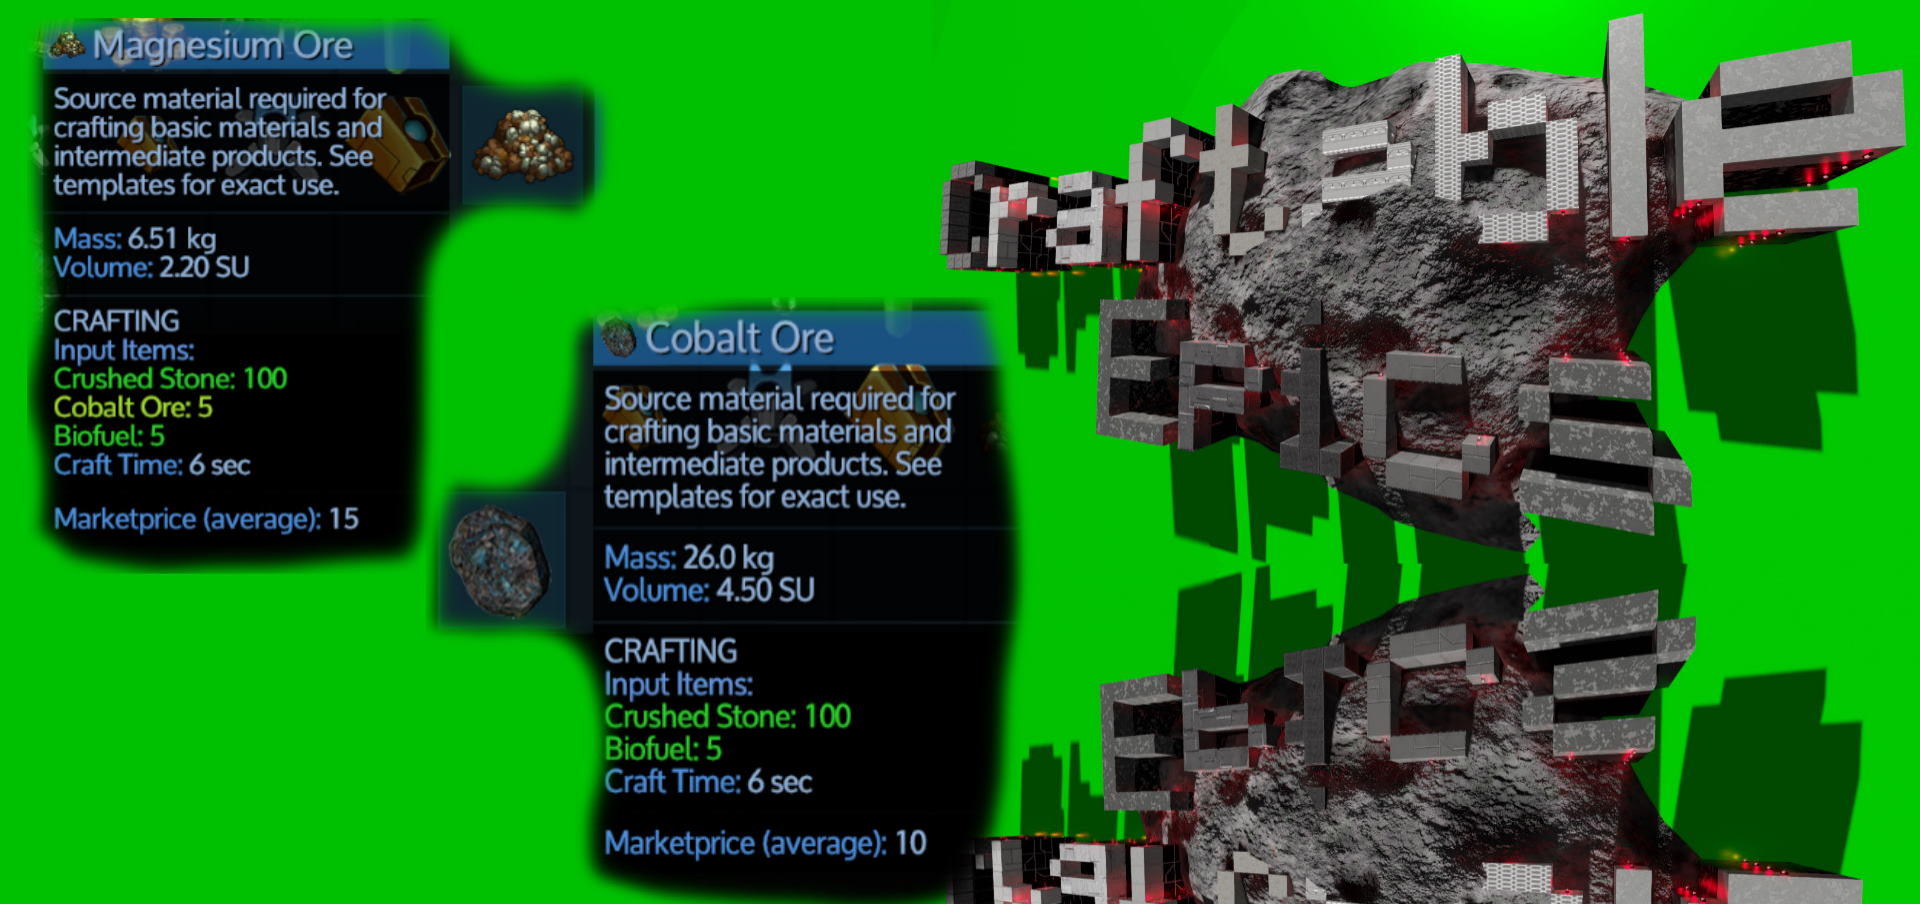 Magnesium Ore
Source material required for
crafting basic materials and
intermediate products. See
templates for exact use.
Mass: 6.51 kg
Volume: 2.20 SU
CRAFTING
Input Items:
Crushed Stone: 100
Cobalt Ore: 5
Biofuel: 5
Craft Time: 6 sec
Marketprice (average): 15
Cobalt Ore
Source material required for
crafting basic materials and
intermediate products. See
templates for exact use.
Mass: 26.0 kg
Volume: 4.50 SU
CRAFTING
Input Items:
Crushed Stone: 100
Biofuel: 5
Craft Time: 6 sec
Marketprice (average): 10
Craft.able
EPICS